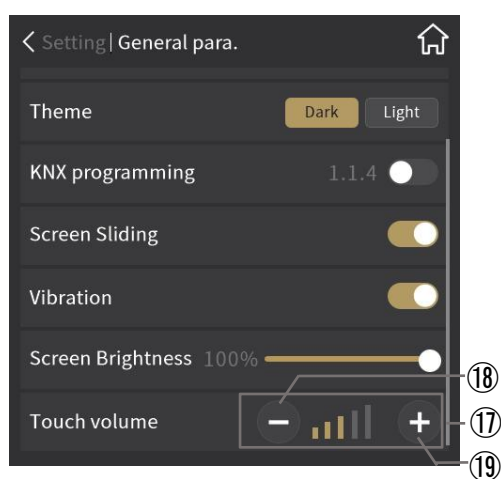 Setting| General para.
Theme Dark Light
KNX programming 1.1.4
Screen Sliding
Vibration
Screen Brightness 100%
⑱
Touch volume − + ⑰
⑲